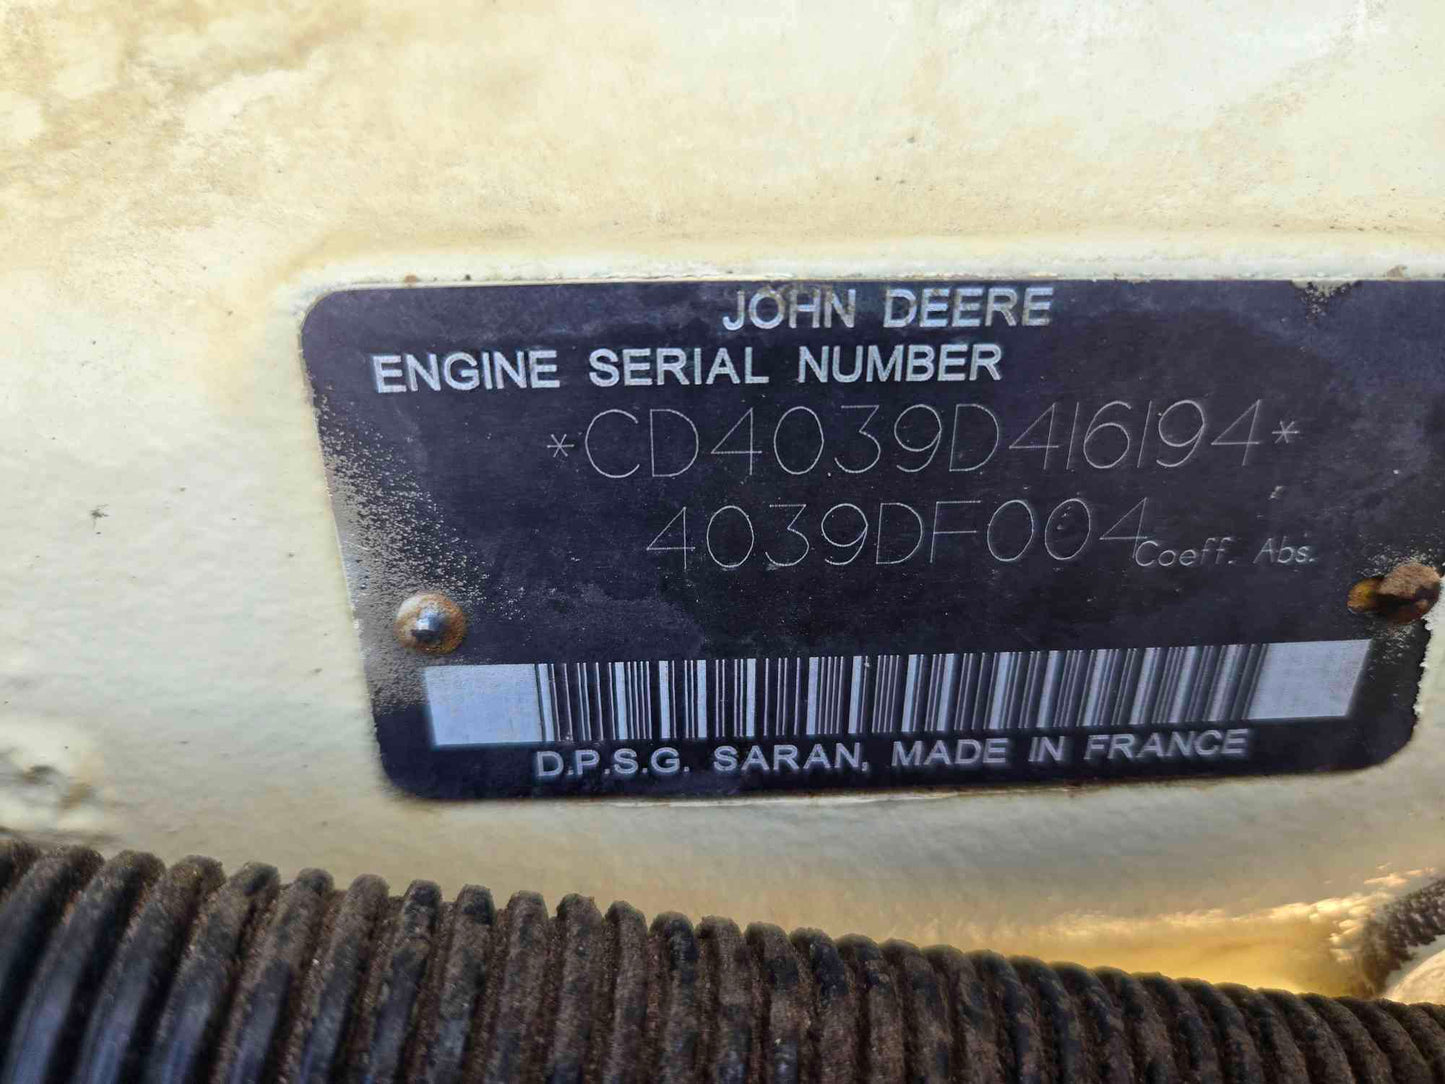 JOHN DEERE
ENGINE SERIAL NUMBER
*CD4039D416194*
4039DF004 Coeff. Abs.
D.P.S.G. SARAN, MADE IN FRANCE